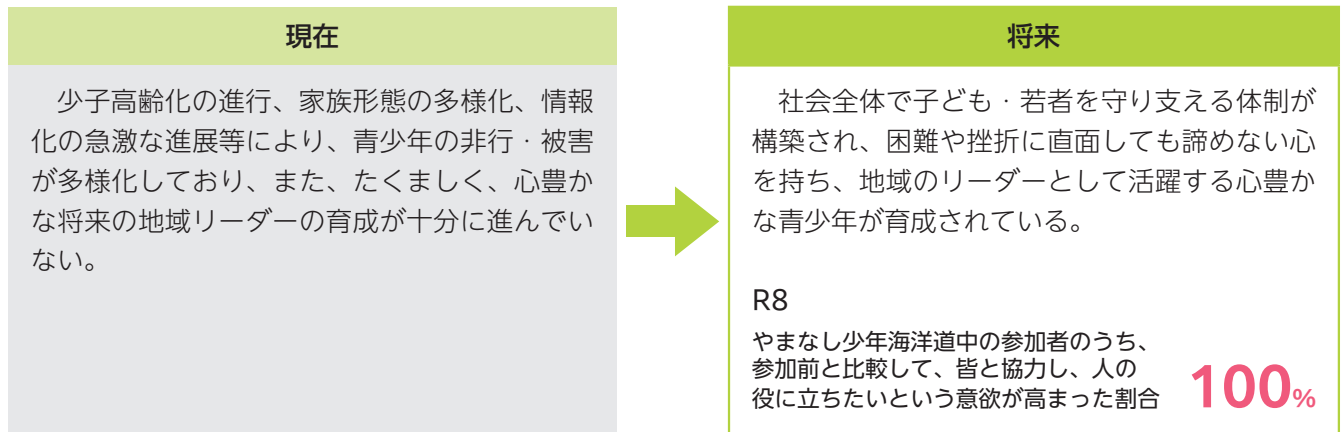 現在
少子高齢化の進行、家族形態の多様化、情報
化の急激な進展等により、青少年の非行・被害
が多様化しており、また、たくましく、心豊か
な将来の地域リーダーの育成が十分に進んでい
ない。
将来
社会全体で子ども・若者を守り支える体制が
構築され、困難や挫折に直面しても諦めない心
を持ち、地域のリーダーとして活躍する心豊か
な青少年が育成されている。
R8
やまなし少年海洋道中の参加者のうち、
参加前と比較して、皆と協力し、人の
役に立ちたいという意欲が高まった割合
100%